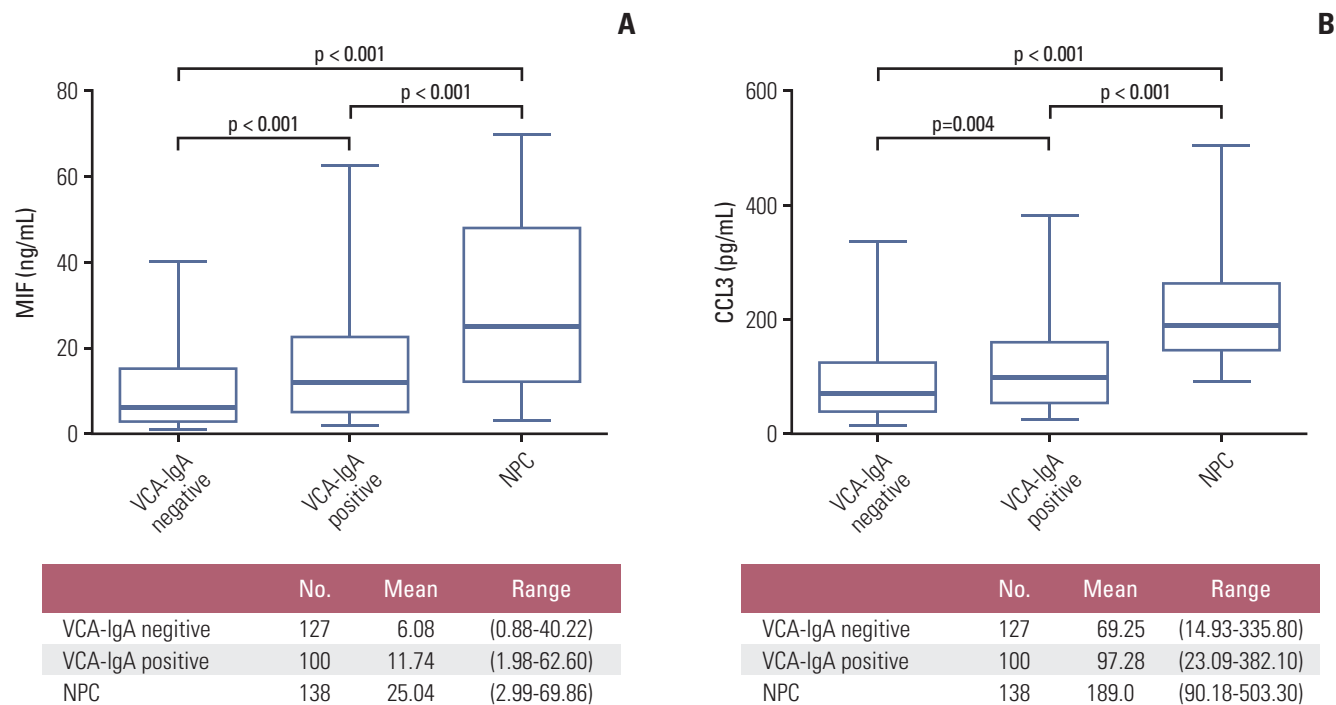 A
p < 0.001
p < 0.001
p < 0.001
80
60
40
20
0
MIF (ng/mL)
VCA-IgA
negative
VCA-IgA
positive
NPC
No. Mean Range
VCA-IgA negitive 127 6.08 (0.88-40.22)
VCA-IgA positive 100 11.74 (1.98-62.60)
NPC 138 25.04 (2.99-69.86)
B
p < 0.001
p < 0.001
p=0.004
600
400
200
0
CCL3 (pg/mL)
VCA-IgA
negative
VCA-IgA
positive
NPC
No. Mean Range
VCA-IgA negitive 127 69.25 (14.93-335.80)
VCA-IgA positive 100 97.28 (23.09-382.10)
NPC 138 189.0 (90.18-503.30)